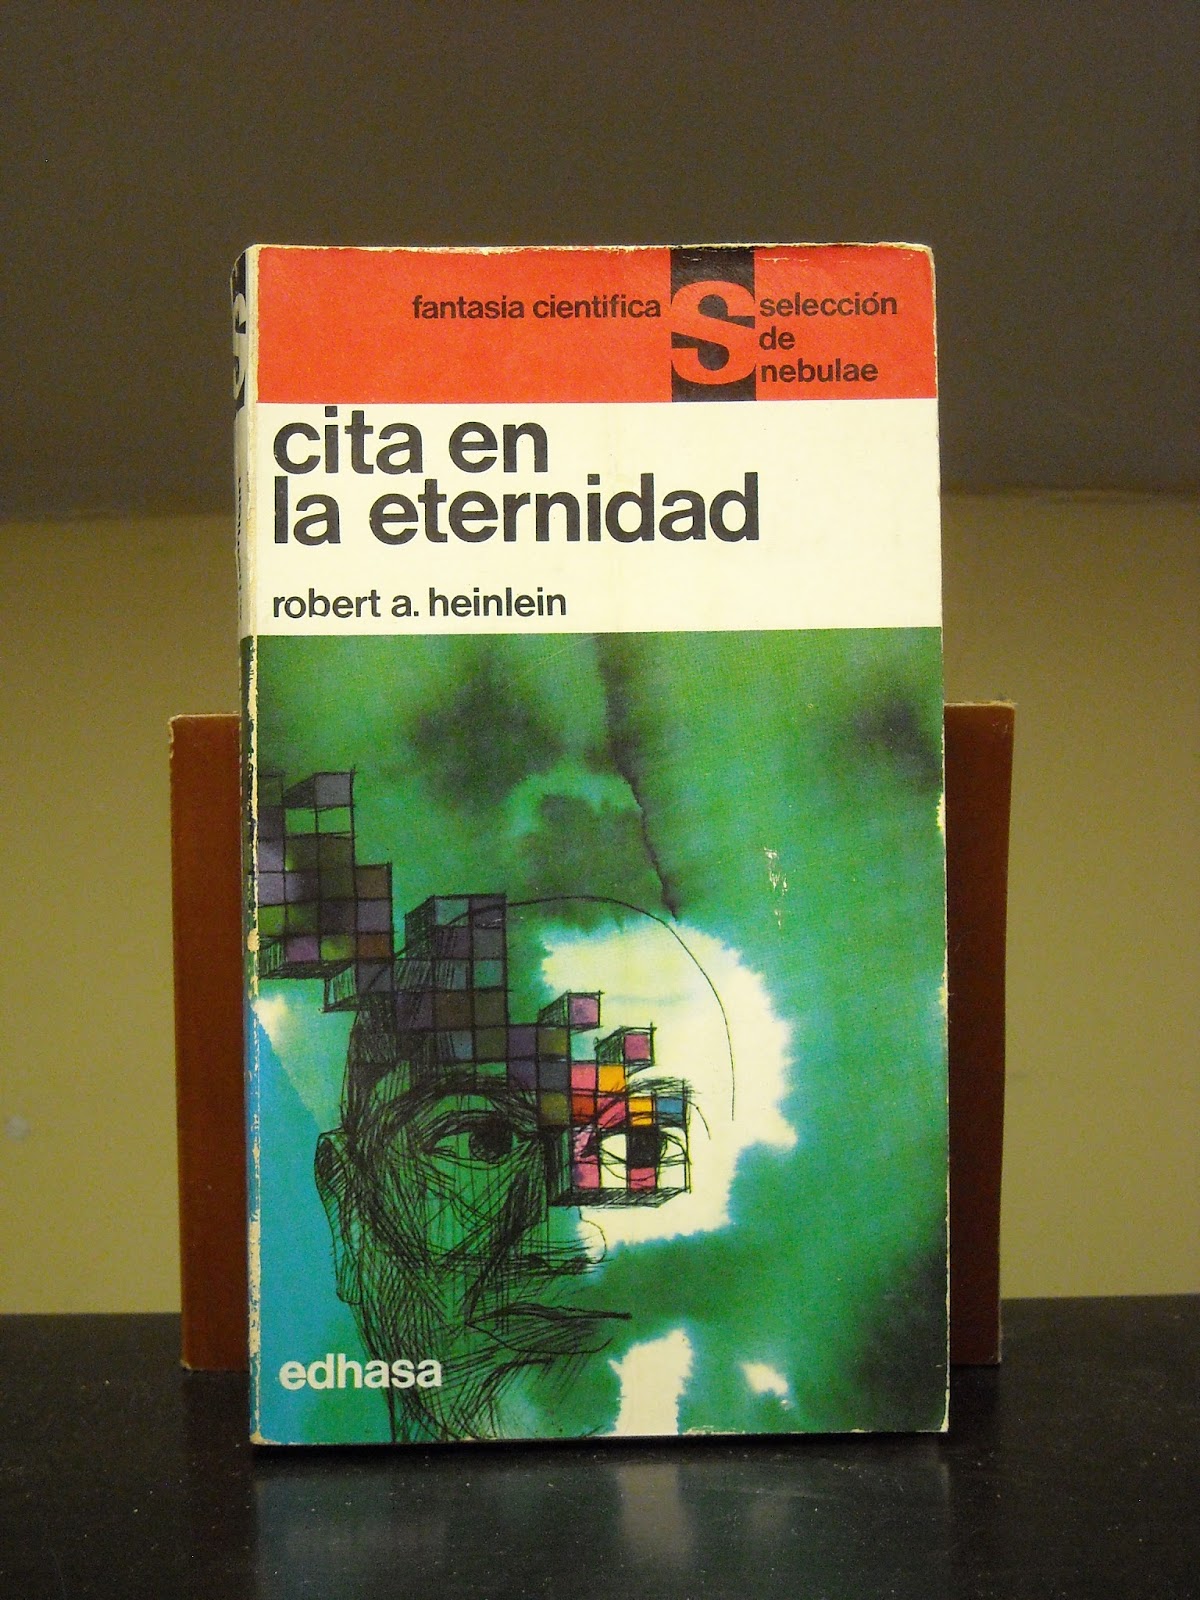 fantasia cientifica
S
selección
de
nebulae
cita en
la eternidad
robert a. heinlein
edhasa